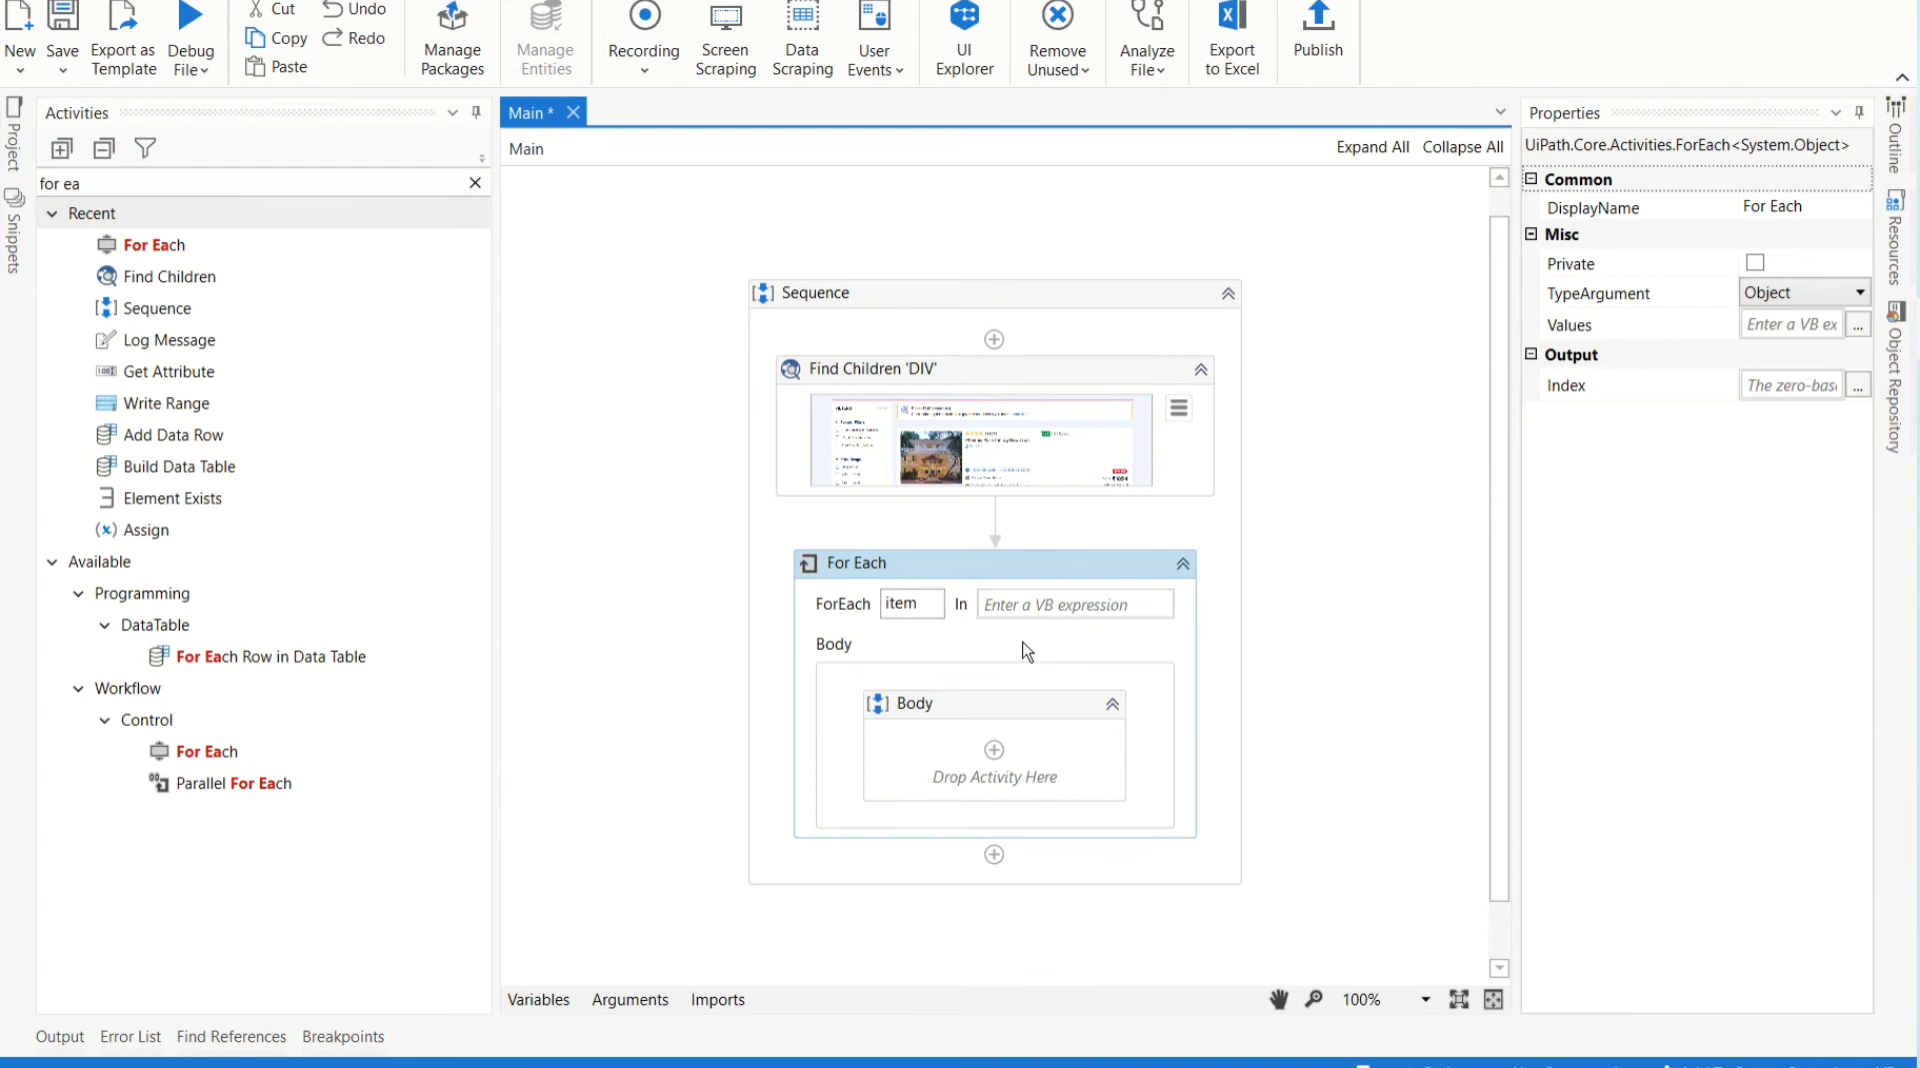 New
Save
Export as
Template
Debug
File
Cut
Copy
Paste
Undo
Redo
Manage
Packages
Manage
Entities
Recording
Screen
Scraping
Data
Scraping
User
Events
UI
Explorer
Remove
Unused
Analyze
File
Export
to Excel
Publish
Project
Snippets
Activities
for ea
Recent
For Each
Find Children
Sequence
Log Message
Get Attribute
Write Range
Add Data Row
Build Data Table
Element Exists
Assign
Available
Programming
DataTable
For Each Row in Data Table
Workflow
Control
For Each
Parallel For Each
Main *
Main
Expand All
Collapse All
Sequence
Find Children 'DIV'
For Each
ForEach
item
In
Enter a VB expression
Body
Body
Drop Activity Here
Variables
Arguments
Imports
100%
Properties
UiPath.Core.Activities.ForEach<System.Object>
Common
DisplayName
For Each
Misc
Private
TypeArgument
Object
Values
Enter a VB ex
...
Output
Index
The zero-bas
...
Outline
Resources
Object Repository
Output
Error List
Find References
Breakpoints